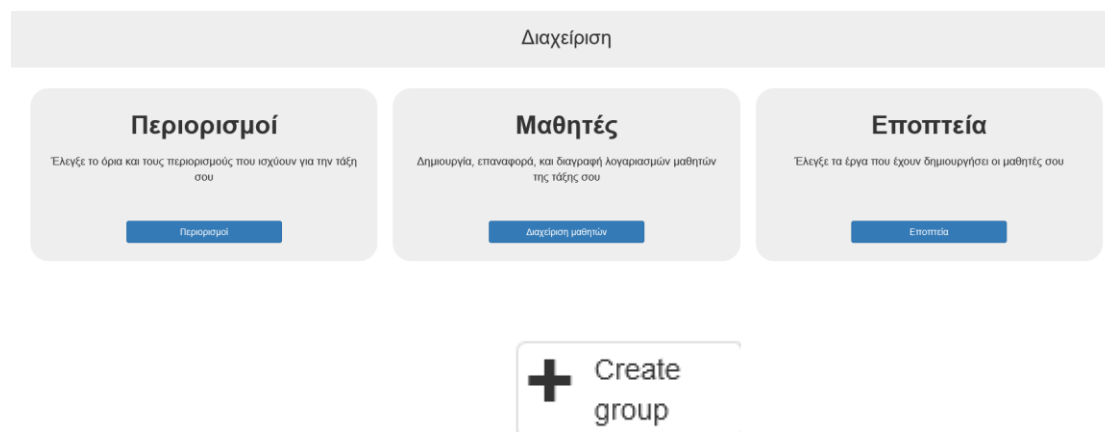 Διαχείριση
Περιορισμοί
Έλεγξε το όρια και τους περιορισμούς που ισχύουν για την τάξη
σου
Περιορισμοί
Μαθητές
Δημιουργία, επαναφορά, και διαγραφή λογαριασμών μαθητών
της τάξης σου
Διαχείριση μαθητών
Εποπτεία
Έλεγξε τα έργα που έχουν δημιουργήσει οι μαθητές σου
Εποπτεία
Create
group